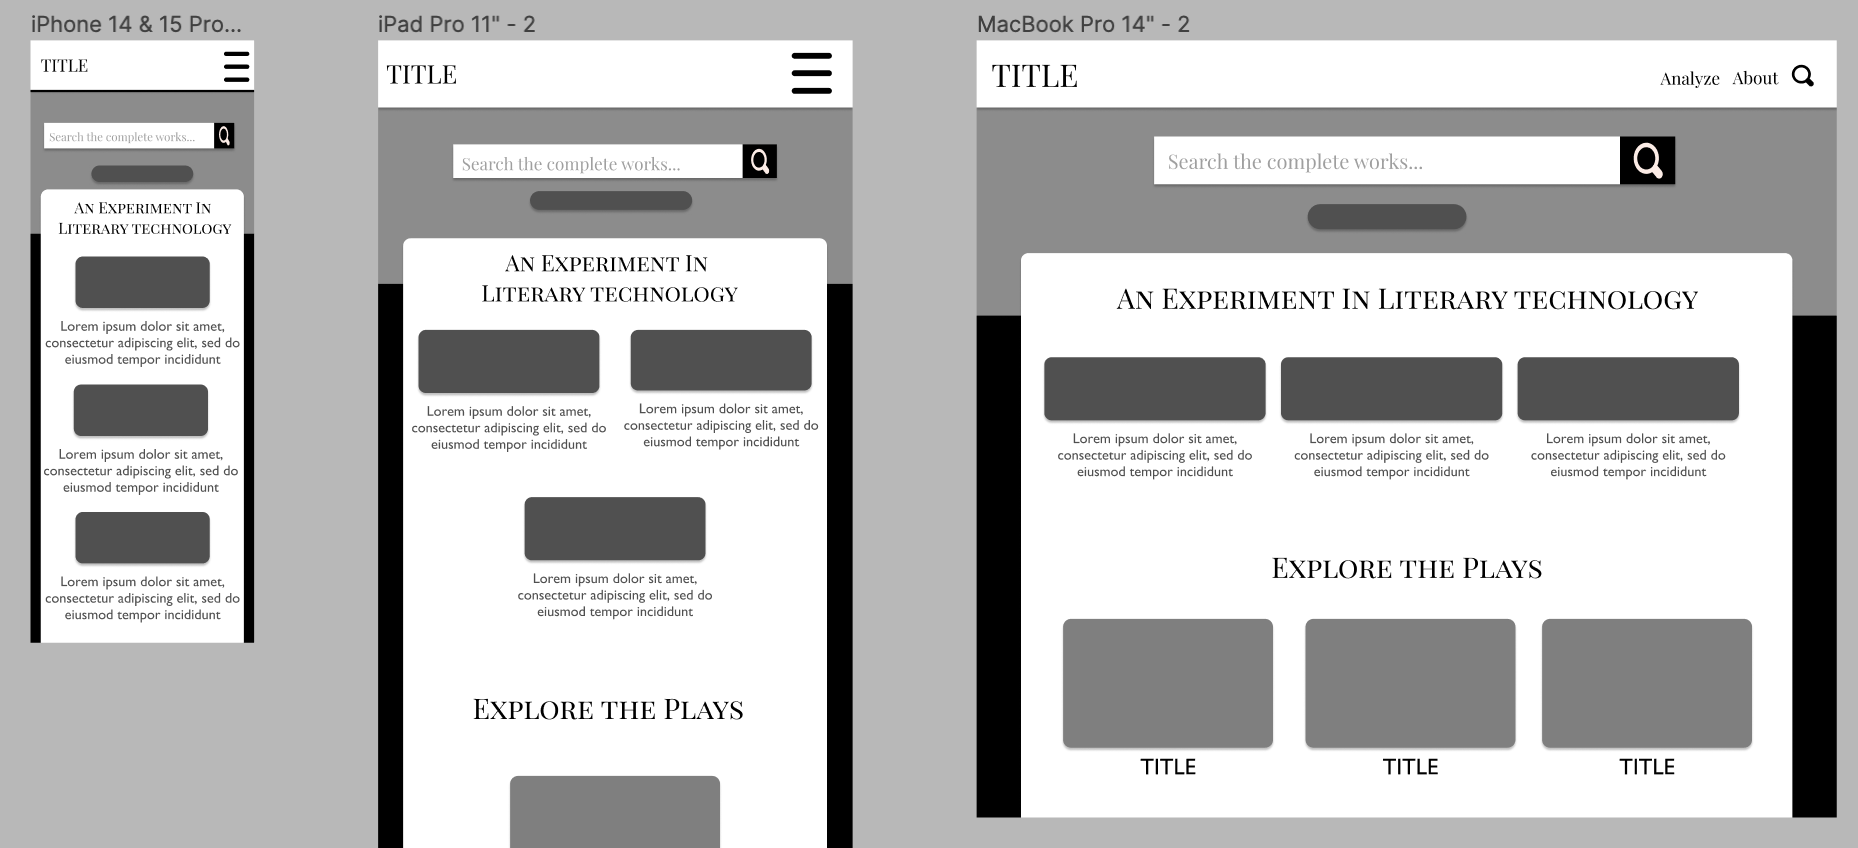 iPhone 14 & 15 Pro...
TITLE
Search the complete works...
An Experiment In
Literary technology
Lorem ipsum dolor sit amet,
consectetur adipiscing elit, sed do
eiusmod tempor incididunt
Lorem ipsum dolor sit amet,
consectetur adipiscing elit, sed do
eiusmod tempor incididunt
Lorem ipsum dolor sit amet,
consectetur adipiscing elit, sed do
eiusmod tempor incididunt
iPad Pro 11" - 2
TITLE
Search the complete works...
An Experiment In
Literary technology
Lorem ipsum dolor sit amet,
consectetur adipiscing elit, sed do
eiusmod tempor incididunt
Lorem ipsum dolor sit amet,
consectetur adipiscing elit, sed do
eiusmod tempor incididunt
Lorem ipsum dolor sit amet,
consectetur adipiscing elit, sed do
eiusmod tempor incididunt
Explore the Plays
MacBook Pro 14" - 2
TITLE
Analyze About
Search the complete works...
An Experiment In Literary technology
Lorem ipsum dolor sit amet,
consectetur adipiscing elit, sed do
eiusmod tempor incididunt
Lorem ipsum dolor sit amet,
consectetur adipiscing elit, sed do
eiusmod tempor incididunt
Lorem ipsum dolor sit amet,
consectetur adipiscing elit, sed do
eiusmod tempor incididunt
Explore the Plays
TITLE
TITLE
TITLE